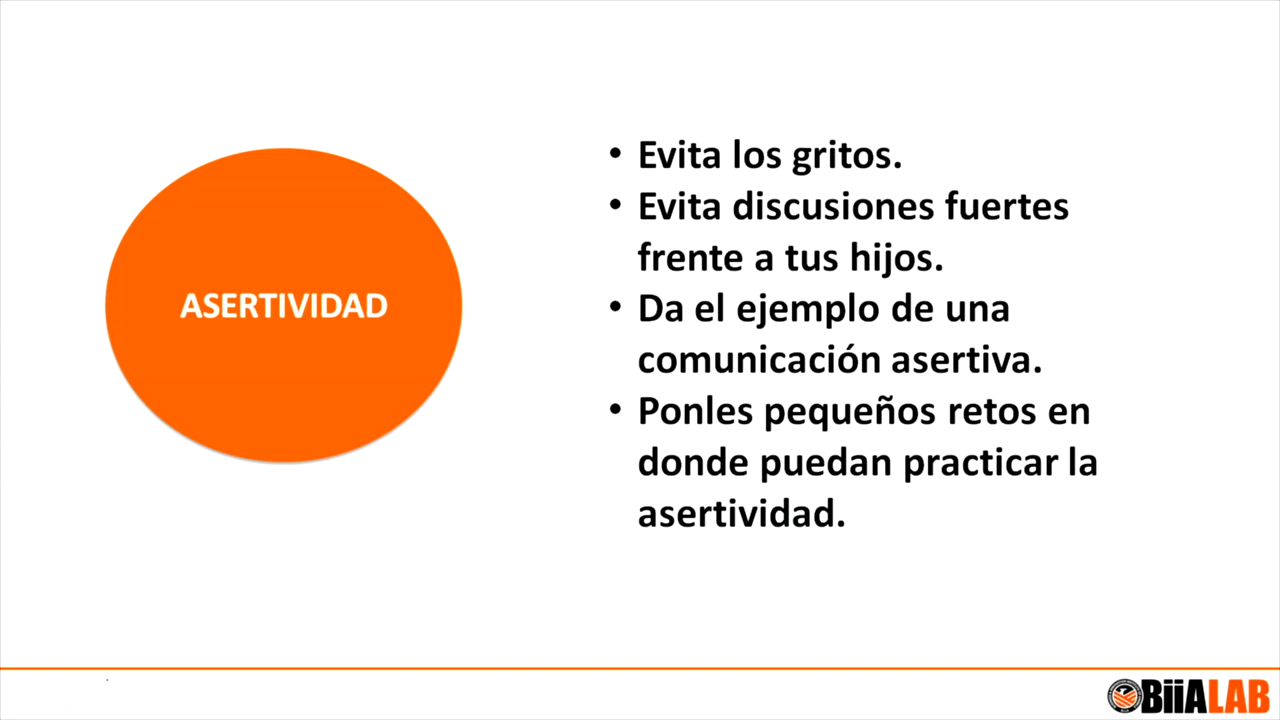 ASERTIVIDAD
• Evita los gritos.
• Evita discusiones fuertes
frente a tus hijos.
• Da el ejemplo de una
comunicación asertiva.
• Ponles pequeños retos en
donde puedan practicar la
asertividad.
BiiALAB